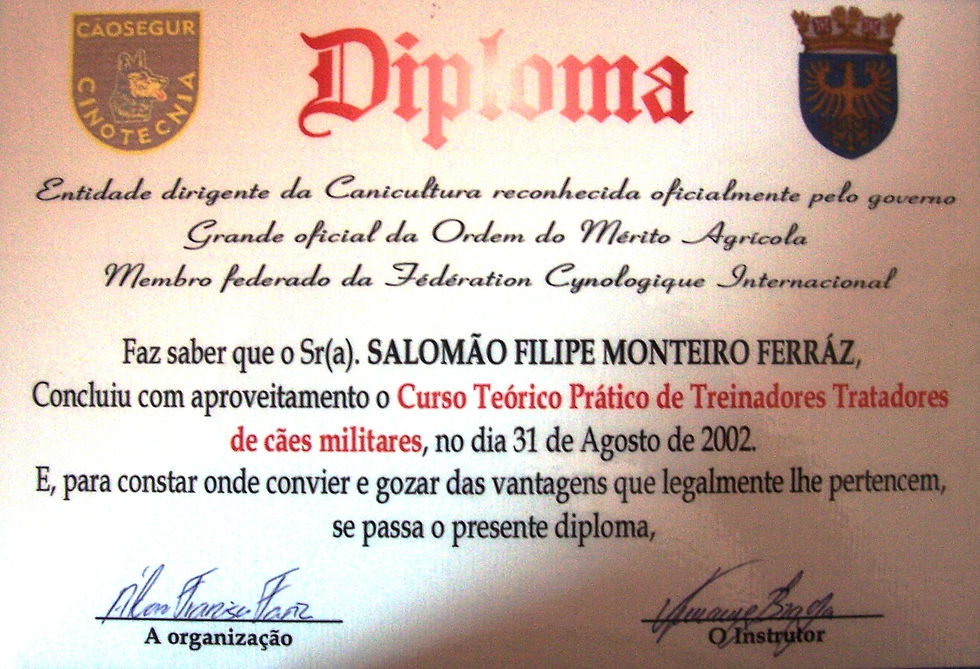 CÃOSEGUR
CINOTECNIA
Diploma
Entidade dirigente da Canicultura reconhecida oficialmente pelo governo
Grande oficial da Ordem do Mérito Agrícola
Membro federado da Fédération Cynologique Internacional
Faz saber que o Sr(a). SALOMÃO FILIPE MONTEIRO FERRÁZ,
Concluiu com aproveitamento o Curso Teórico Prático de Treinadores Tratadores
de cães militares, no dia 31 de Agosto de 2002.
E, para constar onde convier e gozar das vantagens que legalmente lhe pertencem,
se passa o presente diploma,
A organização
O Instrutor